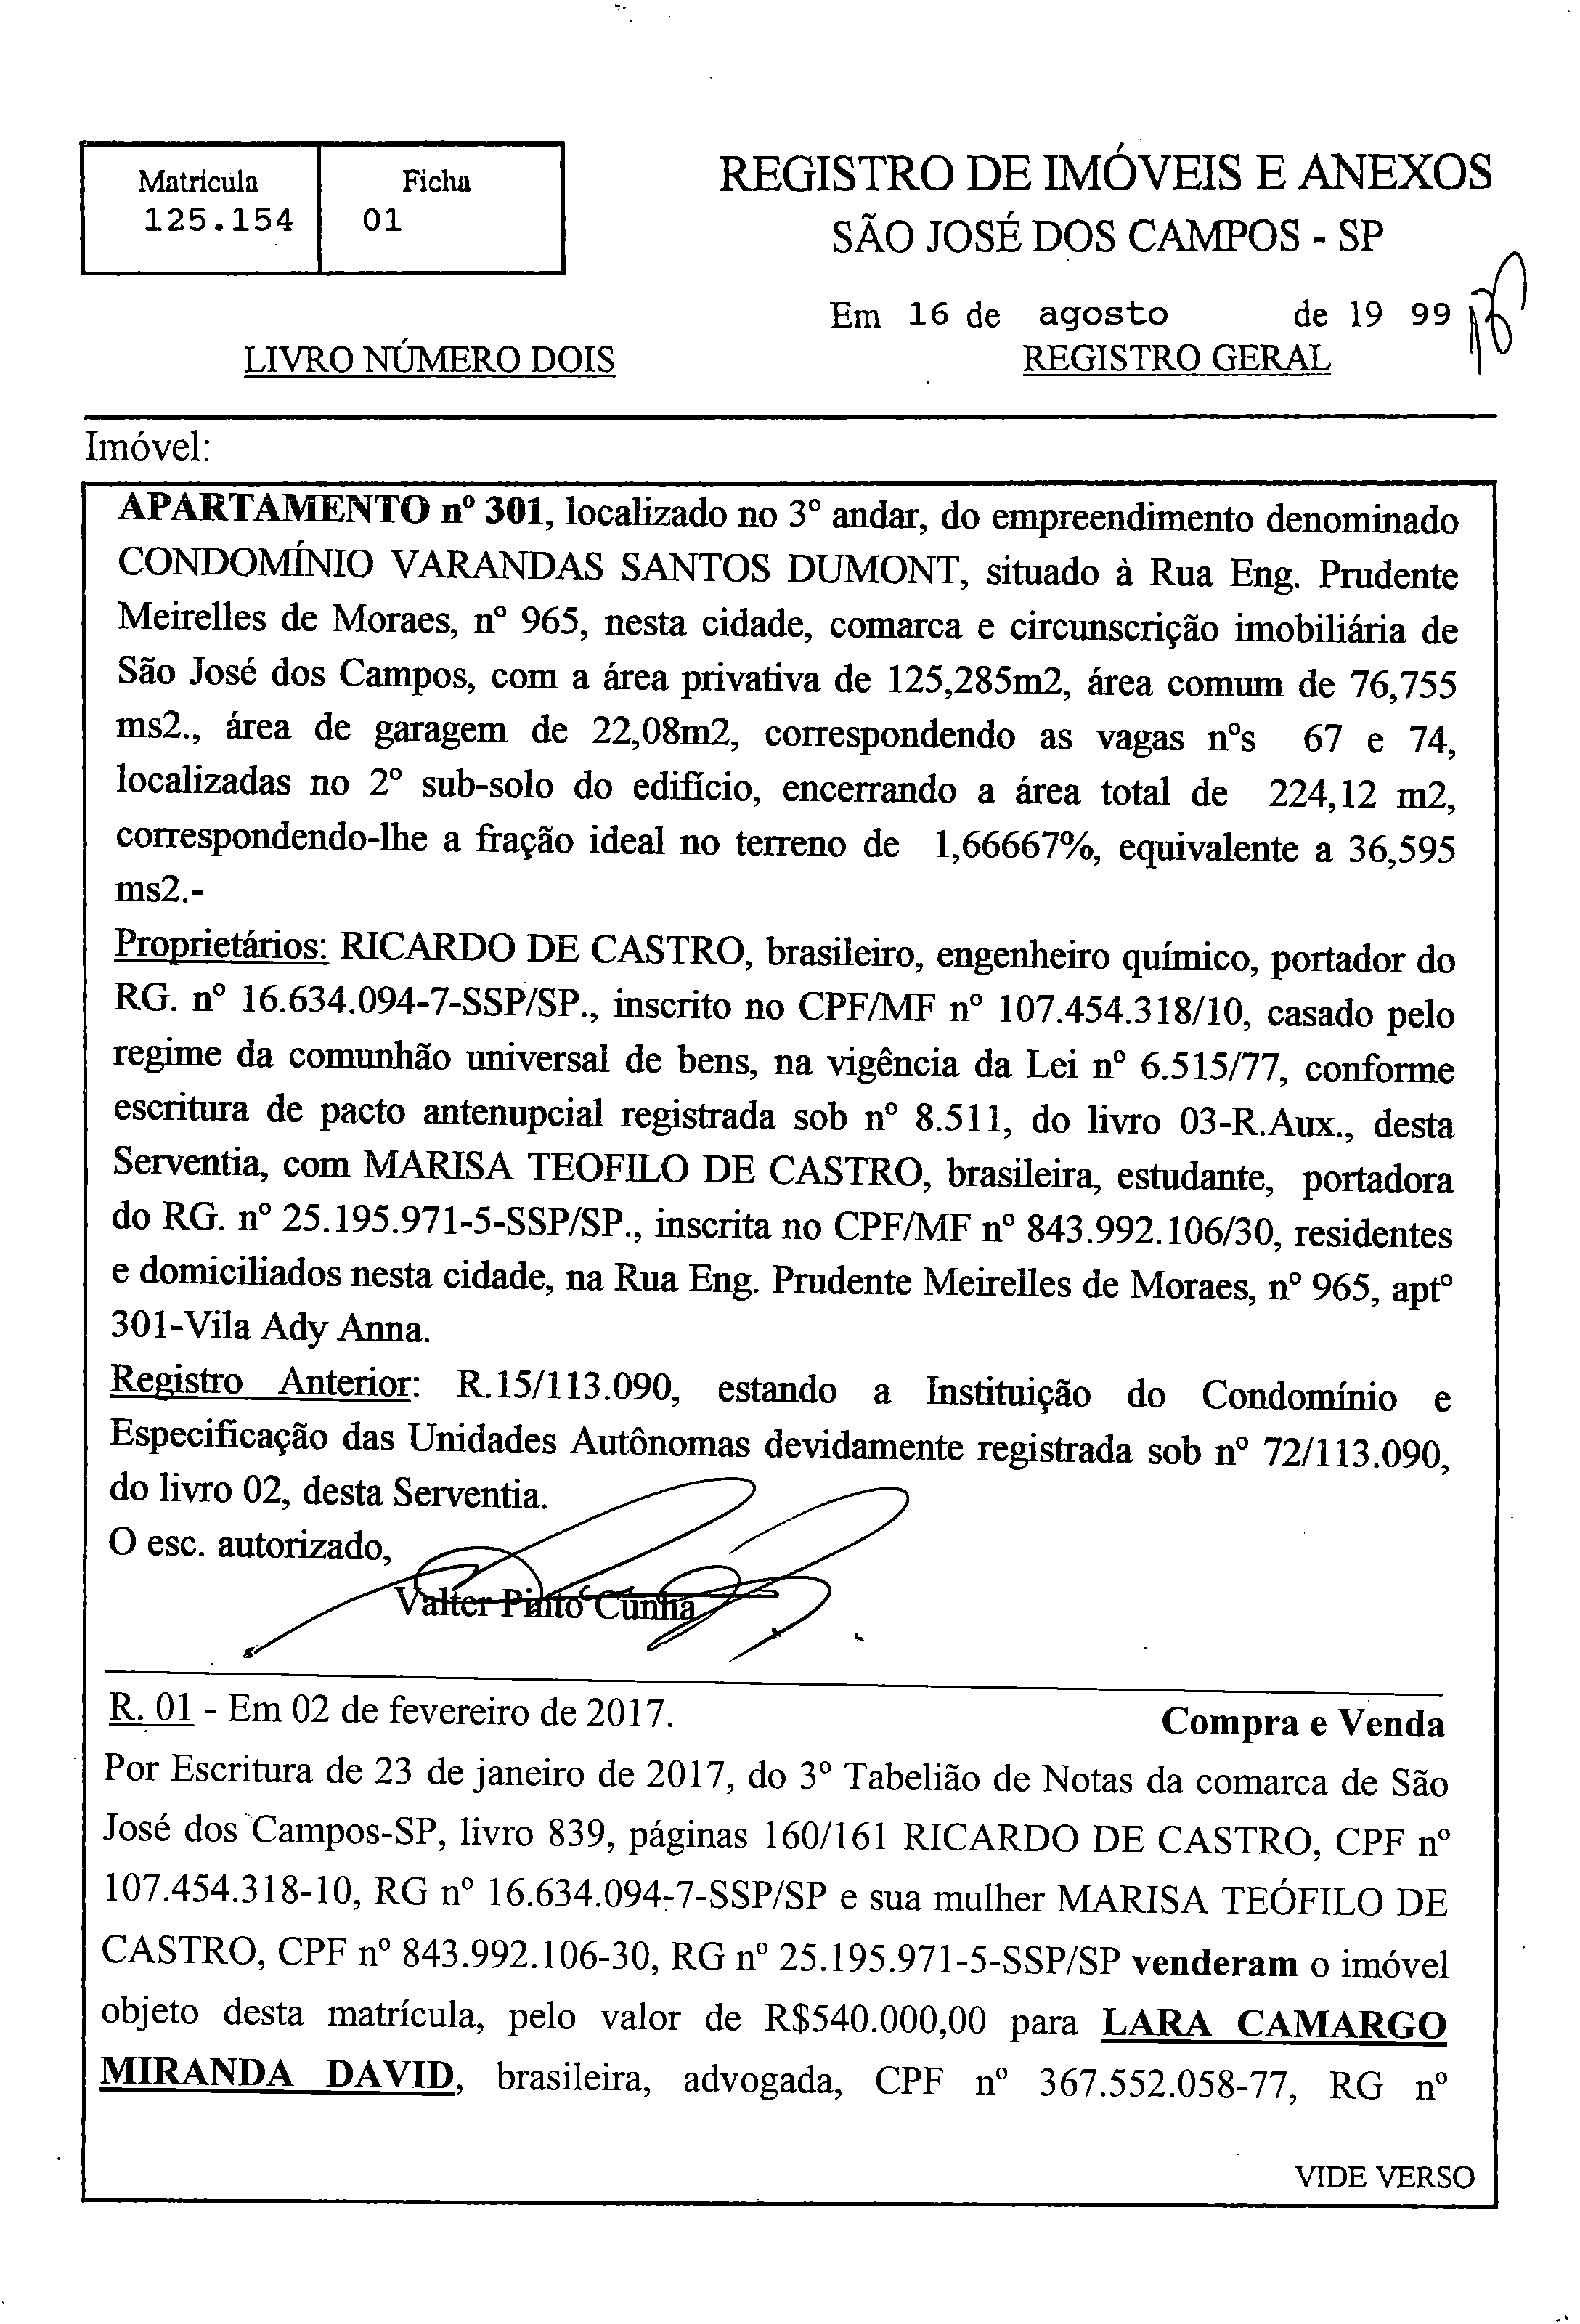 Matrícula
125.154
Ficha
01
REGISTRO DE IMÓVEIS E ANEXOS
SÃO JOSÉ DOS CAMPOS - SP
Em 16 de agosto de 19 99
LIVRO NÚMERO DOIS
REGISTRO GERAL
Imóvel:
APARTAMENTO nº 301, localizado no 3º andar, do empreendimento denominado
CONDOMÍNIO VARANDAS SANTOS DUMONT, situado à Rua Eng. Prudente
Meirelles de Moraes, nº 965, nesta cidade, comarca e circunscrição imobiliária de
São José dos Campos, com a área privativa de 125,285m2, área comum de 76,755
ms2., área de garagem de 22,08m2, correspondendo as vagas nºs 67 e 74,
localizadas no 2º sub-solo do edifício, encerrando a área total de 224,12 m2,
correspondendo-lhe a fração ideal no terreno de 1,66667%, equivalente a 36,595
ms2.-
Proprietários: RICARDO DE CASTRO, brasileiro, engenheiro químico, portador do
RG. nº 16.634.094-7-SSP/SP., inscrito no CPF/MF nº 107.454.318/10, casado pelo
regime da comunhão universal de bens, na vigência da Lei nº 6.515/77, conforme
escritura de pacto antenupcial registrada sob nº 8.511, do livro 03-R.Aux., desta
Serventia, com MARISA TEOFILO DE CASTRO, brasileira, estudante, portadora
do RG. nº 25.195.971-5-SSP/SP., inscrita no CPF/MF nº 843.992.106/30, residentes
e domiciliados nesta cidade, na Rua Eng. Prudente Meirelles de Moraes, nº 965, aptº
301-Vila Ady Anna.
Registro Anterior: R.15/113.090, estando a Instituição do Condomínio e
Especificação das Unidades Autônomas devidamente registrada sob nº 72/113.090,
do livro 02, desta Serventia.
O esc. autorizado,
Valter Pinto Cunha
R. 01 - Em 02 de fevereiro de 2017. Compra e Venda
Por Escritura de 23 de janeiro de 2017, do 3º Tabelião de Notas da comarca de São
José dos Campos-SP, livro 839, páginas 160/161 RICARDO DE CASTRO, CPF nº
107.454.318-10, RG nº 16.634.094-7-SSP/SP e sua mulher MARISA TEÓFILO DE
CASTRO, CPF nº 843.992.106-30, RG nº 25.195.971-5-SSP/SP venderam o imóvel
objeto desta matrícula, pelo valor de R$540.000,00 para LARA CAMARGO
MIRANDA DAVID, brasileira, advogada, CPF nº 367.552.058-77, RG nº
VIDE VERSO